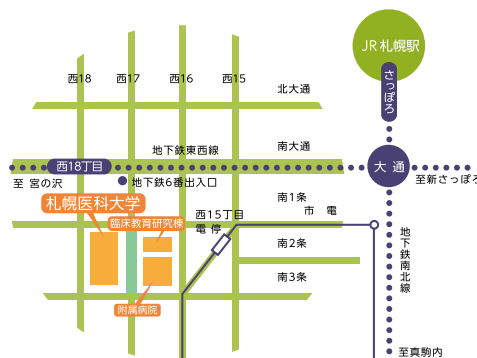 JR札幌駅
さっぽろ
西18
西17
西16
西15
北大通
地下鉄東西線
南大通
西18丁目
大通
至 宮の沢
地下鉄6番出入口
至新さっぽろ
札幌医科大学
南1条
市 電
臨床教育研究棟
西15丁目
電 停
地下鉄南北線
南2条
南3条
附属病院
至真駒内